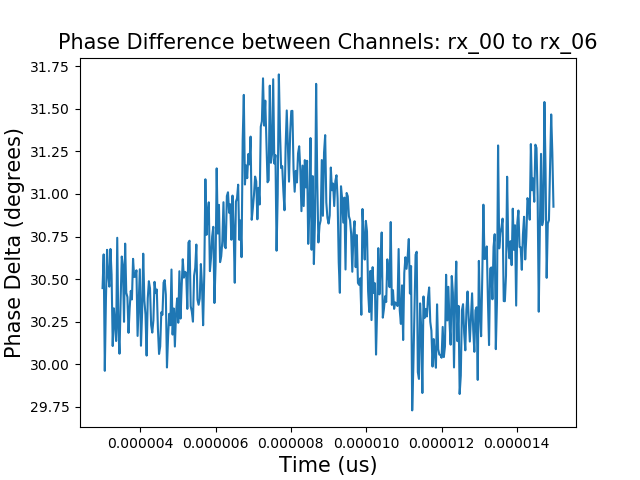 Phase Difference between Channels: rx_00 to rx_06
31.75
31.50
31.25
31.00
30.75
30.50
30.25
30.00
29.75
Phase Delta (degrees)
0.000004 0.000006 0.000008 0.000010 0.000012 0.000014
Time (us)